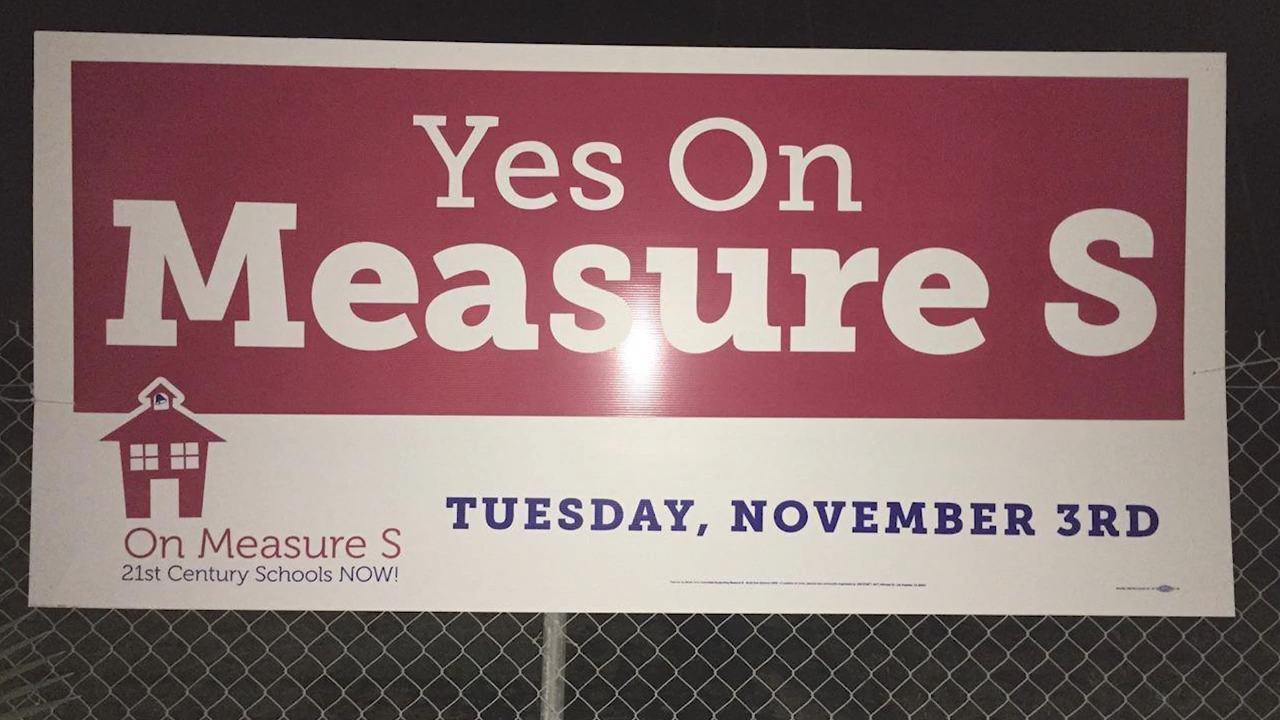 Yes On
Measure S
TUESDAY, NOVEMBER 3RD
On Measure S
21st Century Schools NOW!